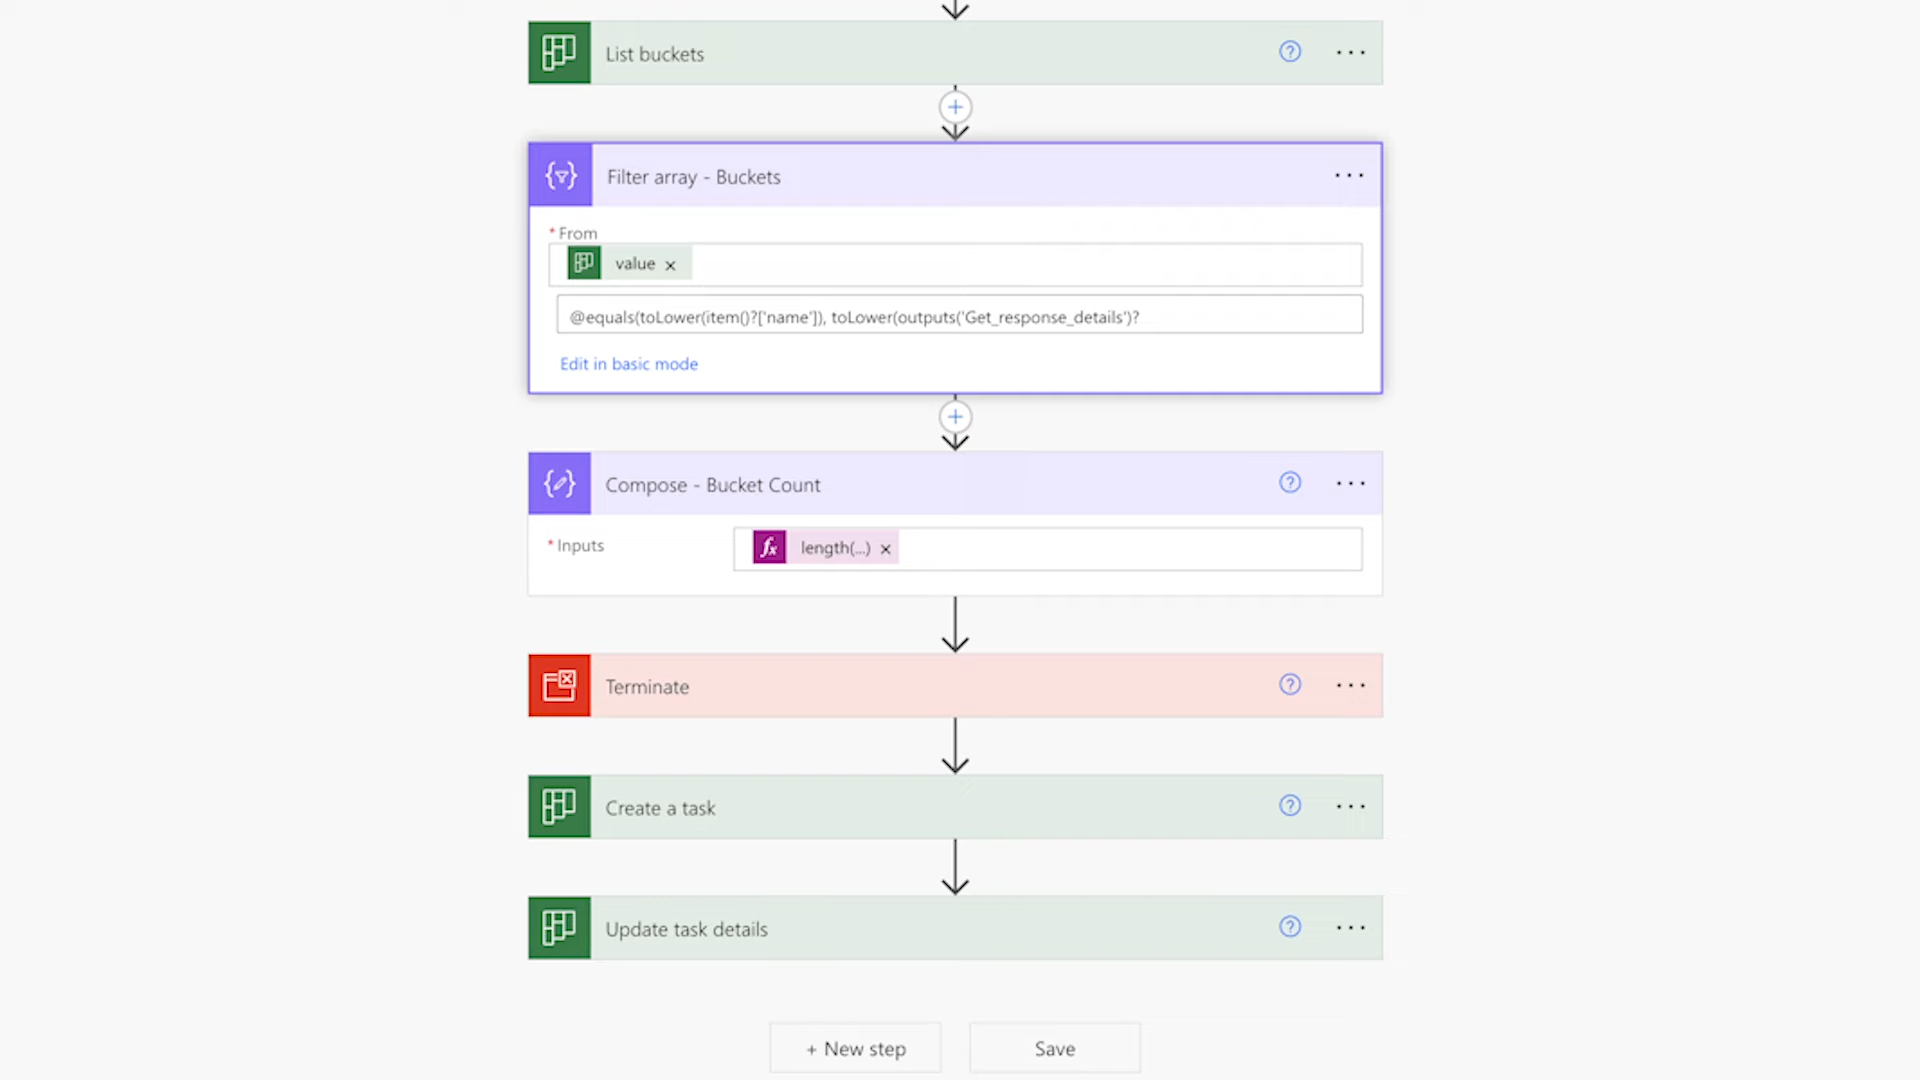 List buckets
Filter array - Buckets
* From
value
@equals(toLower(item()?['name']), toLower(outputs('Get_response_details')?
Edit in basic mode
Compose - Bucket Count
* Inputs
fx length(...)
Terminate
Create a task
Update task details
+ New step
Save